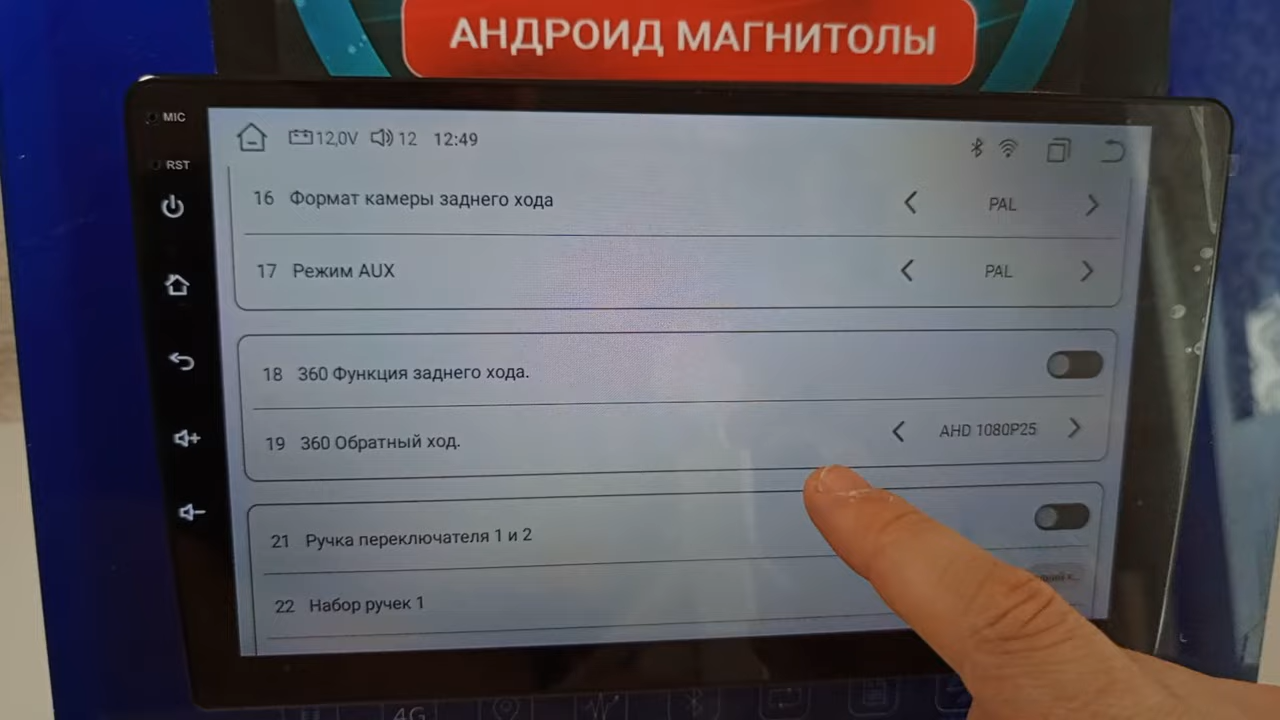 АНДРОИД МАГНИТОЛЫ
MIC
RST
12,0V 12 12:49
16 Формат камеры заднего хода PAL
17 Режим AUX PAL
18 360 Функция заднего хода.
19 360 Обратный ход. AHD 1080P25
21 Ручка переключателя 1 и 2
22 Набор ручек 1
4G